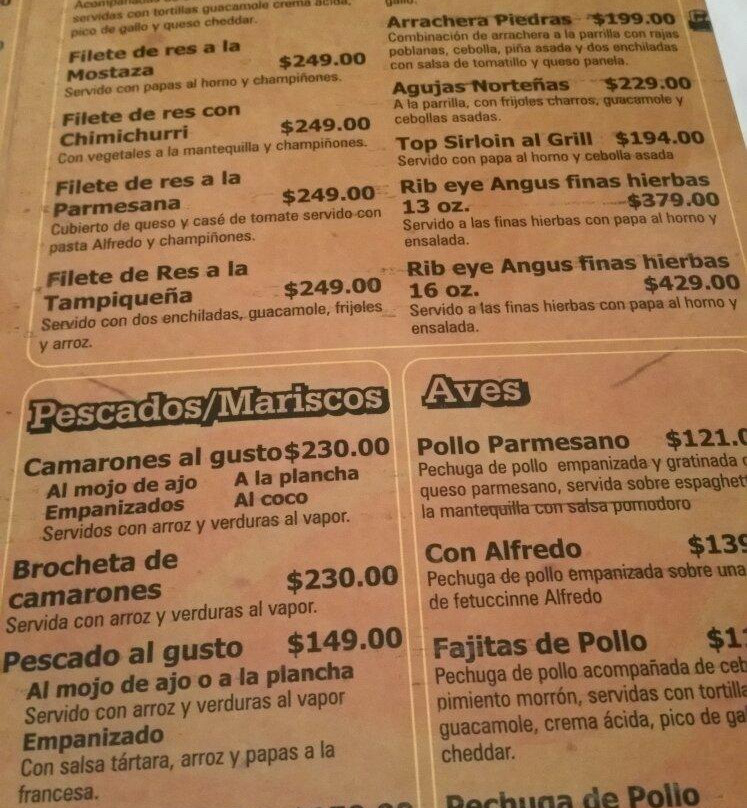 servidas con tortillas guacamole crema ácida,
pico de gallo y queso cheddar.
Filete de res a la
Mostaza $249.00
Servido con papas al horno y champiñones.
Filete de res con
Chimichurri $249.00
Con vegetales a la mantequilla y champiñones.
Filete de res a la
Parmesana $249.00
Cubierto de queso y casé de tomate servido con
pasta Alfredo y champiñones.
Filete de Res a la
Tampiqueña $249.00
Servido con dos enchiladas, guacamole, frijoles
y arroz.
gallo.
Arrachera Piedras $199.00
Combinación de arrachera a la parrilla con rajas
poblanas, cebolla, piña asada y dos enchiladas
con salsa de tomatillo y queso panela.
Agujas Norteñas $229.00
A la parrilla, con frijoles charros, guacamole y
cebollas asadas.
Top Sirloin al Grill $194.00
Servido con papa al horno y cebolla asada
Rib eye Angus finas hierbas
13 oz. $379.00
Servido a las finas hierbas con papa al horno y
ensalada.
Rib eye Angus finas hierbas
16 oz. $429.00
Servido a las finas hierbas con papa al horno y
ensalada.
Pescados/Mariscos
Camarones al gusto $230.00
Al mojo de ajo A la plancha
Empanizados Al coco
Servidos con arroz y verduras al vapor.
Brocheta de
camarones $230.00
Servida con arroz y verduras al vapor.
Pescado al gusto $149.00
Al mojo de ajo o a la plancha
Servido con arroz y verduras al vapor
Empanizado
Con salsa tártara, arroz y papas a la
francesa.
Aves
Pollo Parmesano $121.0
Pechuga de pollo empanizada y gratinada
queso parmesano, servida sobre espaghet
la mantequilla con salsa pomodoro
Con Alfredo $139
Pechuga de pollo empanizada sobre una
de fetuccinne Alfredo
Fajitas de Pollo $1
Pechuga de pollo acompañada de ceb
pimiento morrón, servidas con tortilla
guacamole, crema ácida, pico de ga
cheddar.
Pechuga de Pollo